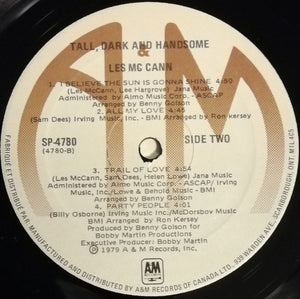 TALL, DARK AND HANDSOME
LES MC CANN
1. I BELIEVE THE SUN IS GONNA SHINE 4:50
(Les McCann, Lee Hargrove) Jana Music
Administered by Almo Music Corp. - ASCAP
Arranged by Benny Golson
2. ALL MY LOVE 4:45
(Sam Dees) Irving Music, Inc. - BMI) Arr by Ron Kersey
SP-4780
(4780-B)
SIDE TWO
3. TRAIL OF LOVE 4:54
(Les McCann, Sam Dees, Helen Lowe) Jana Music
Administered by Almo Music Corp. - ASCAP/ Irving
Music, Inc/Lowe & Behold Music - BMI)
Arranged by Benny Golson
4. PARTY PEOPLE 4:01
(Billy Osborne) Irving Music Inc/McDorsbov Music
BMI) Arranged by Ron Kersey
Produced by Benny Golson for
Bobby Martin Productions
Executive Producer: Bobby Martin
℗ 1979 A & M Records, Inc.
A&M
RECORDS
FABRIQUÉ ET DISTRIBUÉ PAR/MANUFACTURED AND DISTRIBUTED BY A&M RECORDS OF CANADA LTD., 939 WARDEN AVE. SCARBOROUGH, ONT. M1L 4C5